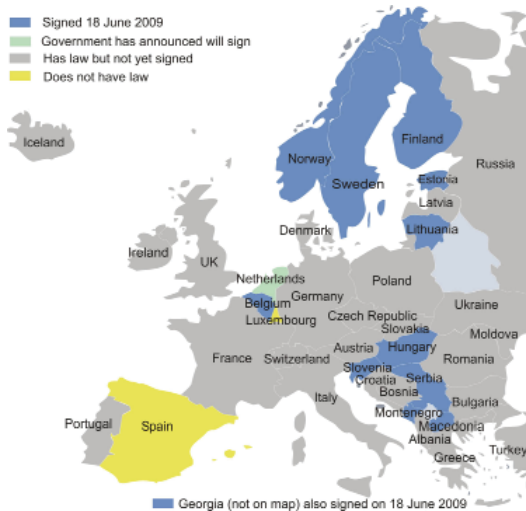 Signed 18 June 2009
Government has announced will sign
Has law but not yet signed
Does not have law
Iceland
Norway
Sweden
Finland
Russia
Estonia
Latvia
Lithuania
Denmark
Ireland
UK
Netherlands
Belgium
Luxembourg
Germany
Poland
Czech Republic
Slovakia
Ukraine
Moldova
France
Switzerland
Austria
Hungary
Romania
Slovenia
Croatia
Bosnia
Serbia
Italy
Montenegro
Bulgaria
Macedonia
Albania
Greece
Turkey
Portugal
Spain
Georgia (not on map) also signed on 18 June 2009